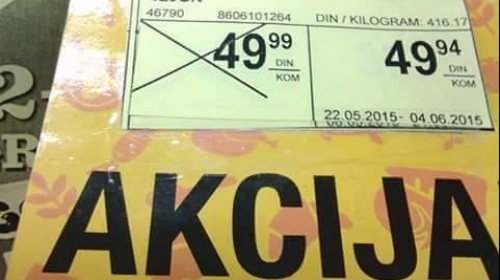 46790 8606101264 DIN / KILOGRAM: 416.17
49 99 DIN KOM
49 94 DIN KOM
22.05.2015- 04.06.2015
AKCIJA